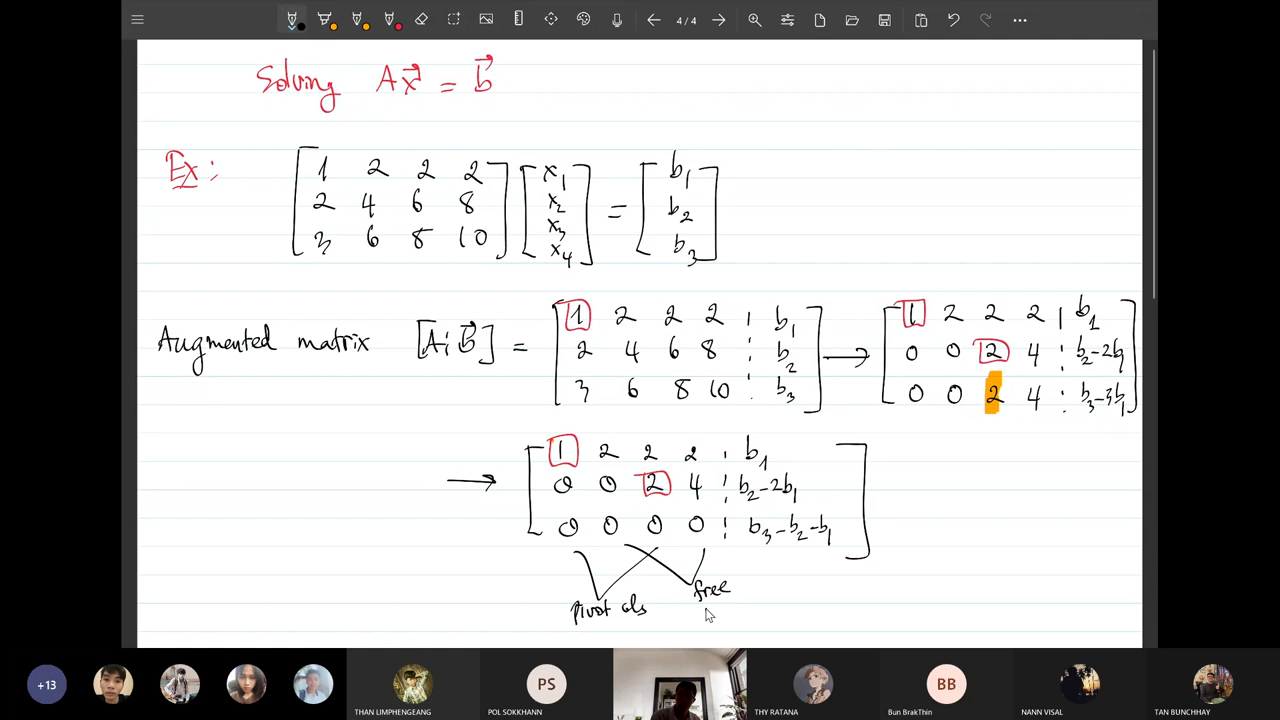 4 / 4
Solving Ax⃗ = b⃗
Ex:
[1 2 2 2] [x₁] [b₁]
[2 4 6 8] [x₂] = [b₂]
[3 6 8 10] [x₃] [b₃]
[x₄]
Augmented matrix [A¦b⃗] =
[1 2 2 2 ¦ b₁]
[2 4 6 8 ¦ b₂]
[3 6 8 10 ¦ b₃]
→
[1 2 2 2 | b₁]
[0 0 2 4 ¦ b₂-2b₁]
[0 0 2 4 ¦ b₃-3b₁]
→
[1 2 2 2 ¦ b₁]
[0 0 2 4 ¦ b₂-2b₁]
[0 0 0 0 ¦ b₃-b₂-b₁]
pivot cols
free
+13
THAN LIMPHENGEANG
PS
POL SOKKHANN
THY RATANA
BB
Bun BrakThin
NANN VISAL
TAN BUNCHHAY